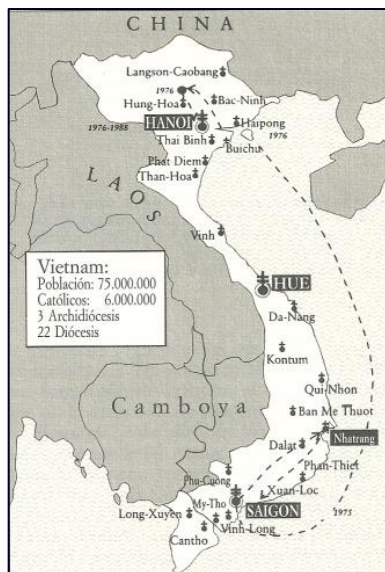 CHINA
Langson-Caobang
1976
Hung-Hoa
Bac-Ninh
1976-1988
HANOI
Haipong
1976
Thai Binh
Buichu
Phat Diem
Than-Hoa
LAOS
Vinh
Vietnam:
Población: 75.000.000
Católicos: 6.000.000
3 Archidiócesis
22 Diócesis
HUE
Da-Nang
Kontum
Qui-Nhon
Camboya
Ban Me Thuot
Nhatrang
Dalat
Phan-Thiet
Phu-Cuong
Xuan-Loc
My-Tho
SAIGON
Long-Xuyen
1975
Vinh-Long
Cantho